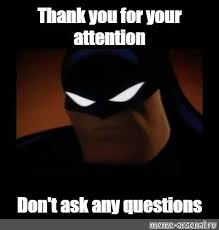 Thank you for your
attention
Don't ask any questions
meme-arsenal.ru